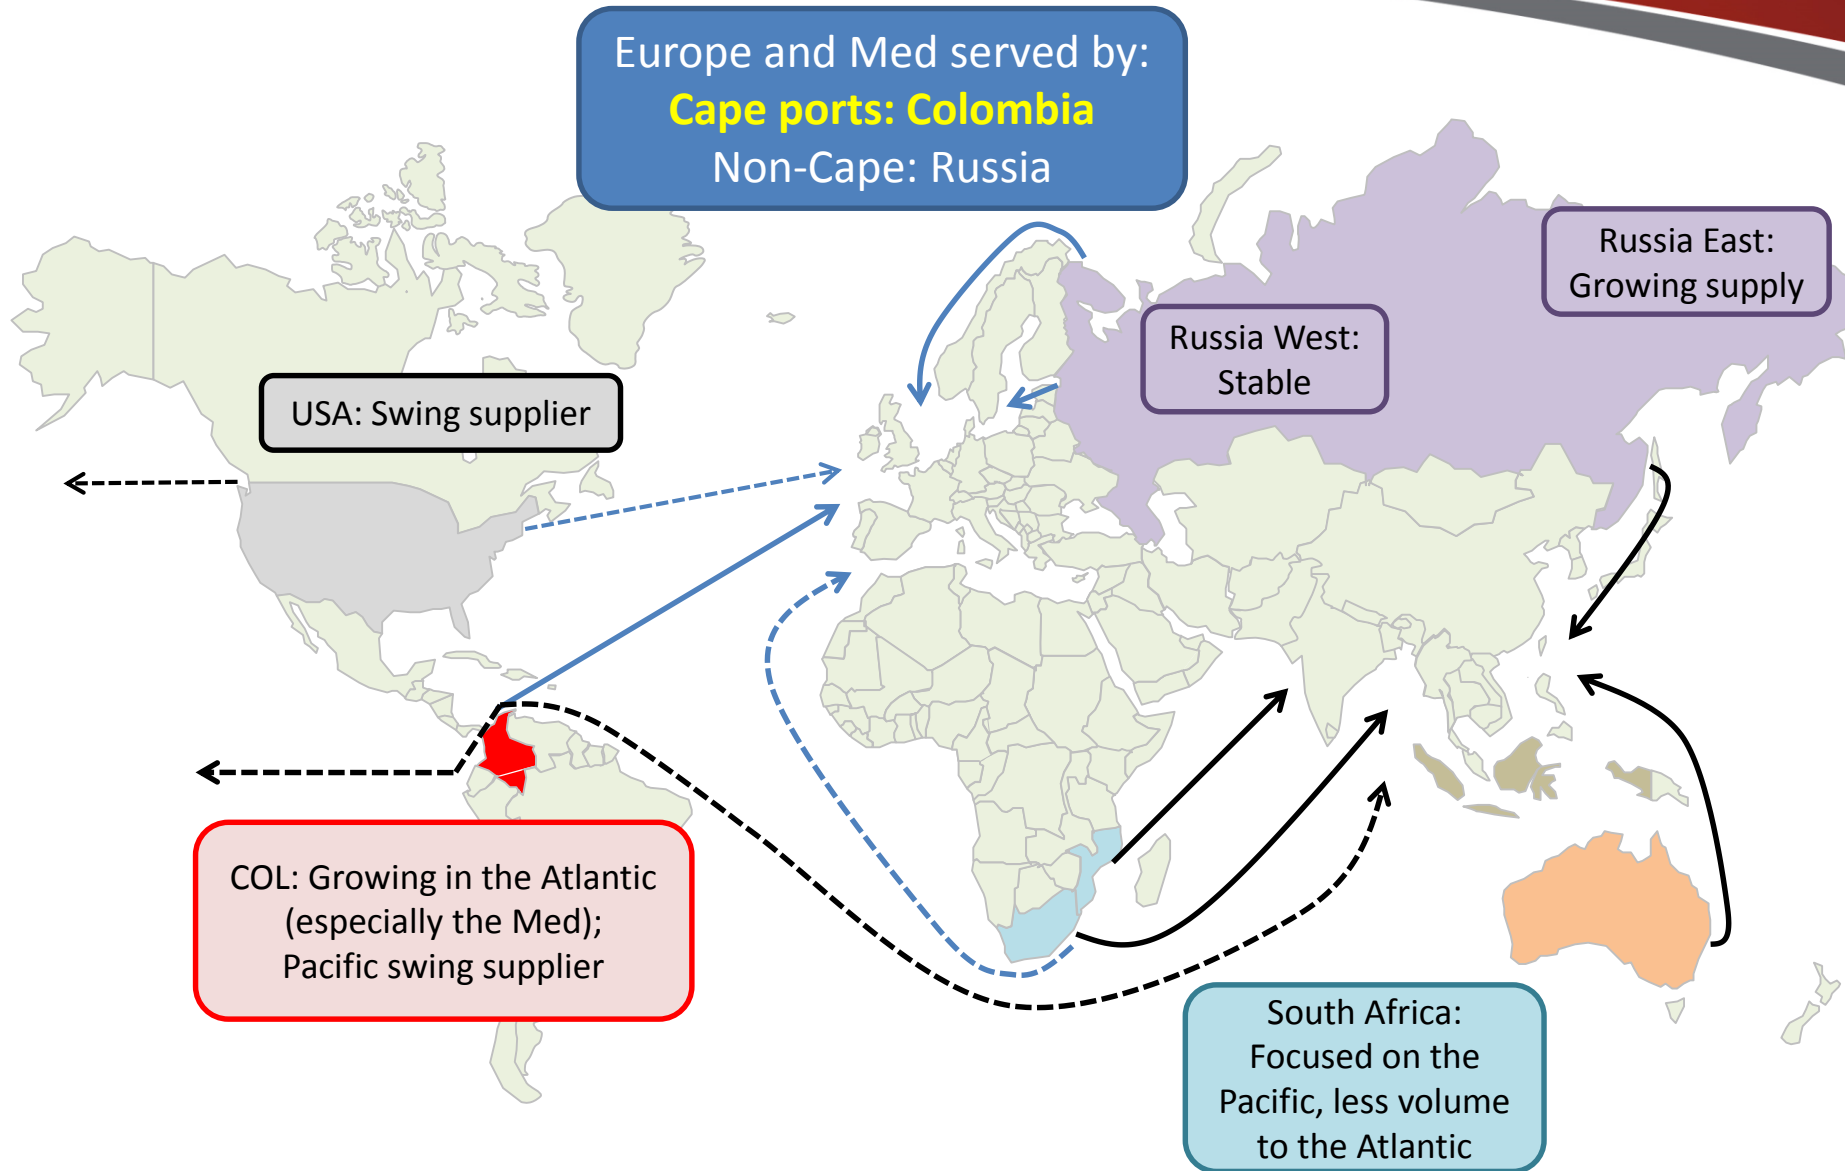 Europe and Med served by:
Cape ports: Colombia
Non-Cape: Russia
Russia East:
Growing supply
Russia West:
Stable
USA: Swing supplier
COL: Growing in the Atlantic
(especially the Med);
Pacific swing supplier
South Africa:
Focused on the
Pacific, less volume
to the Atlantic